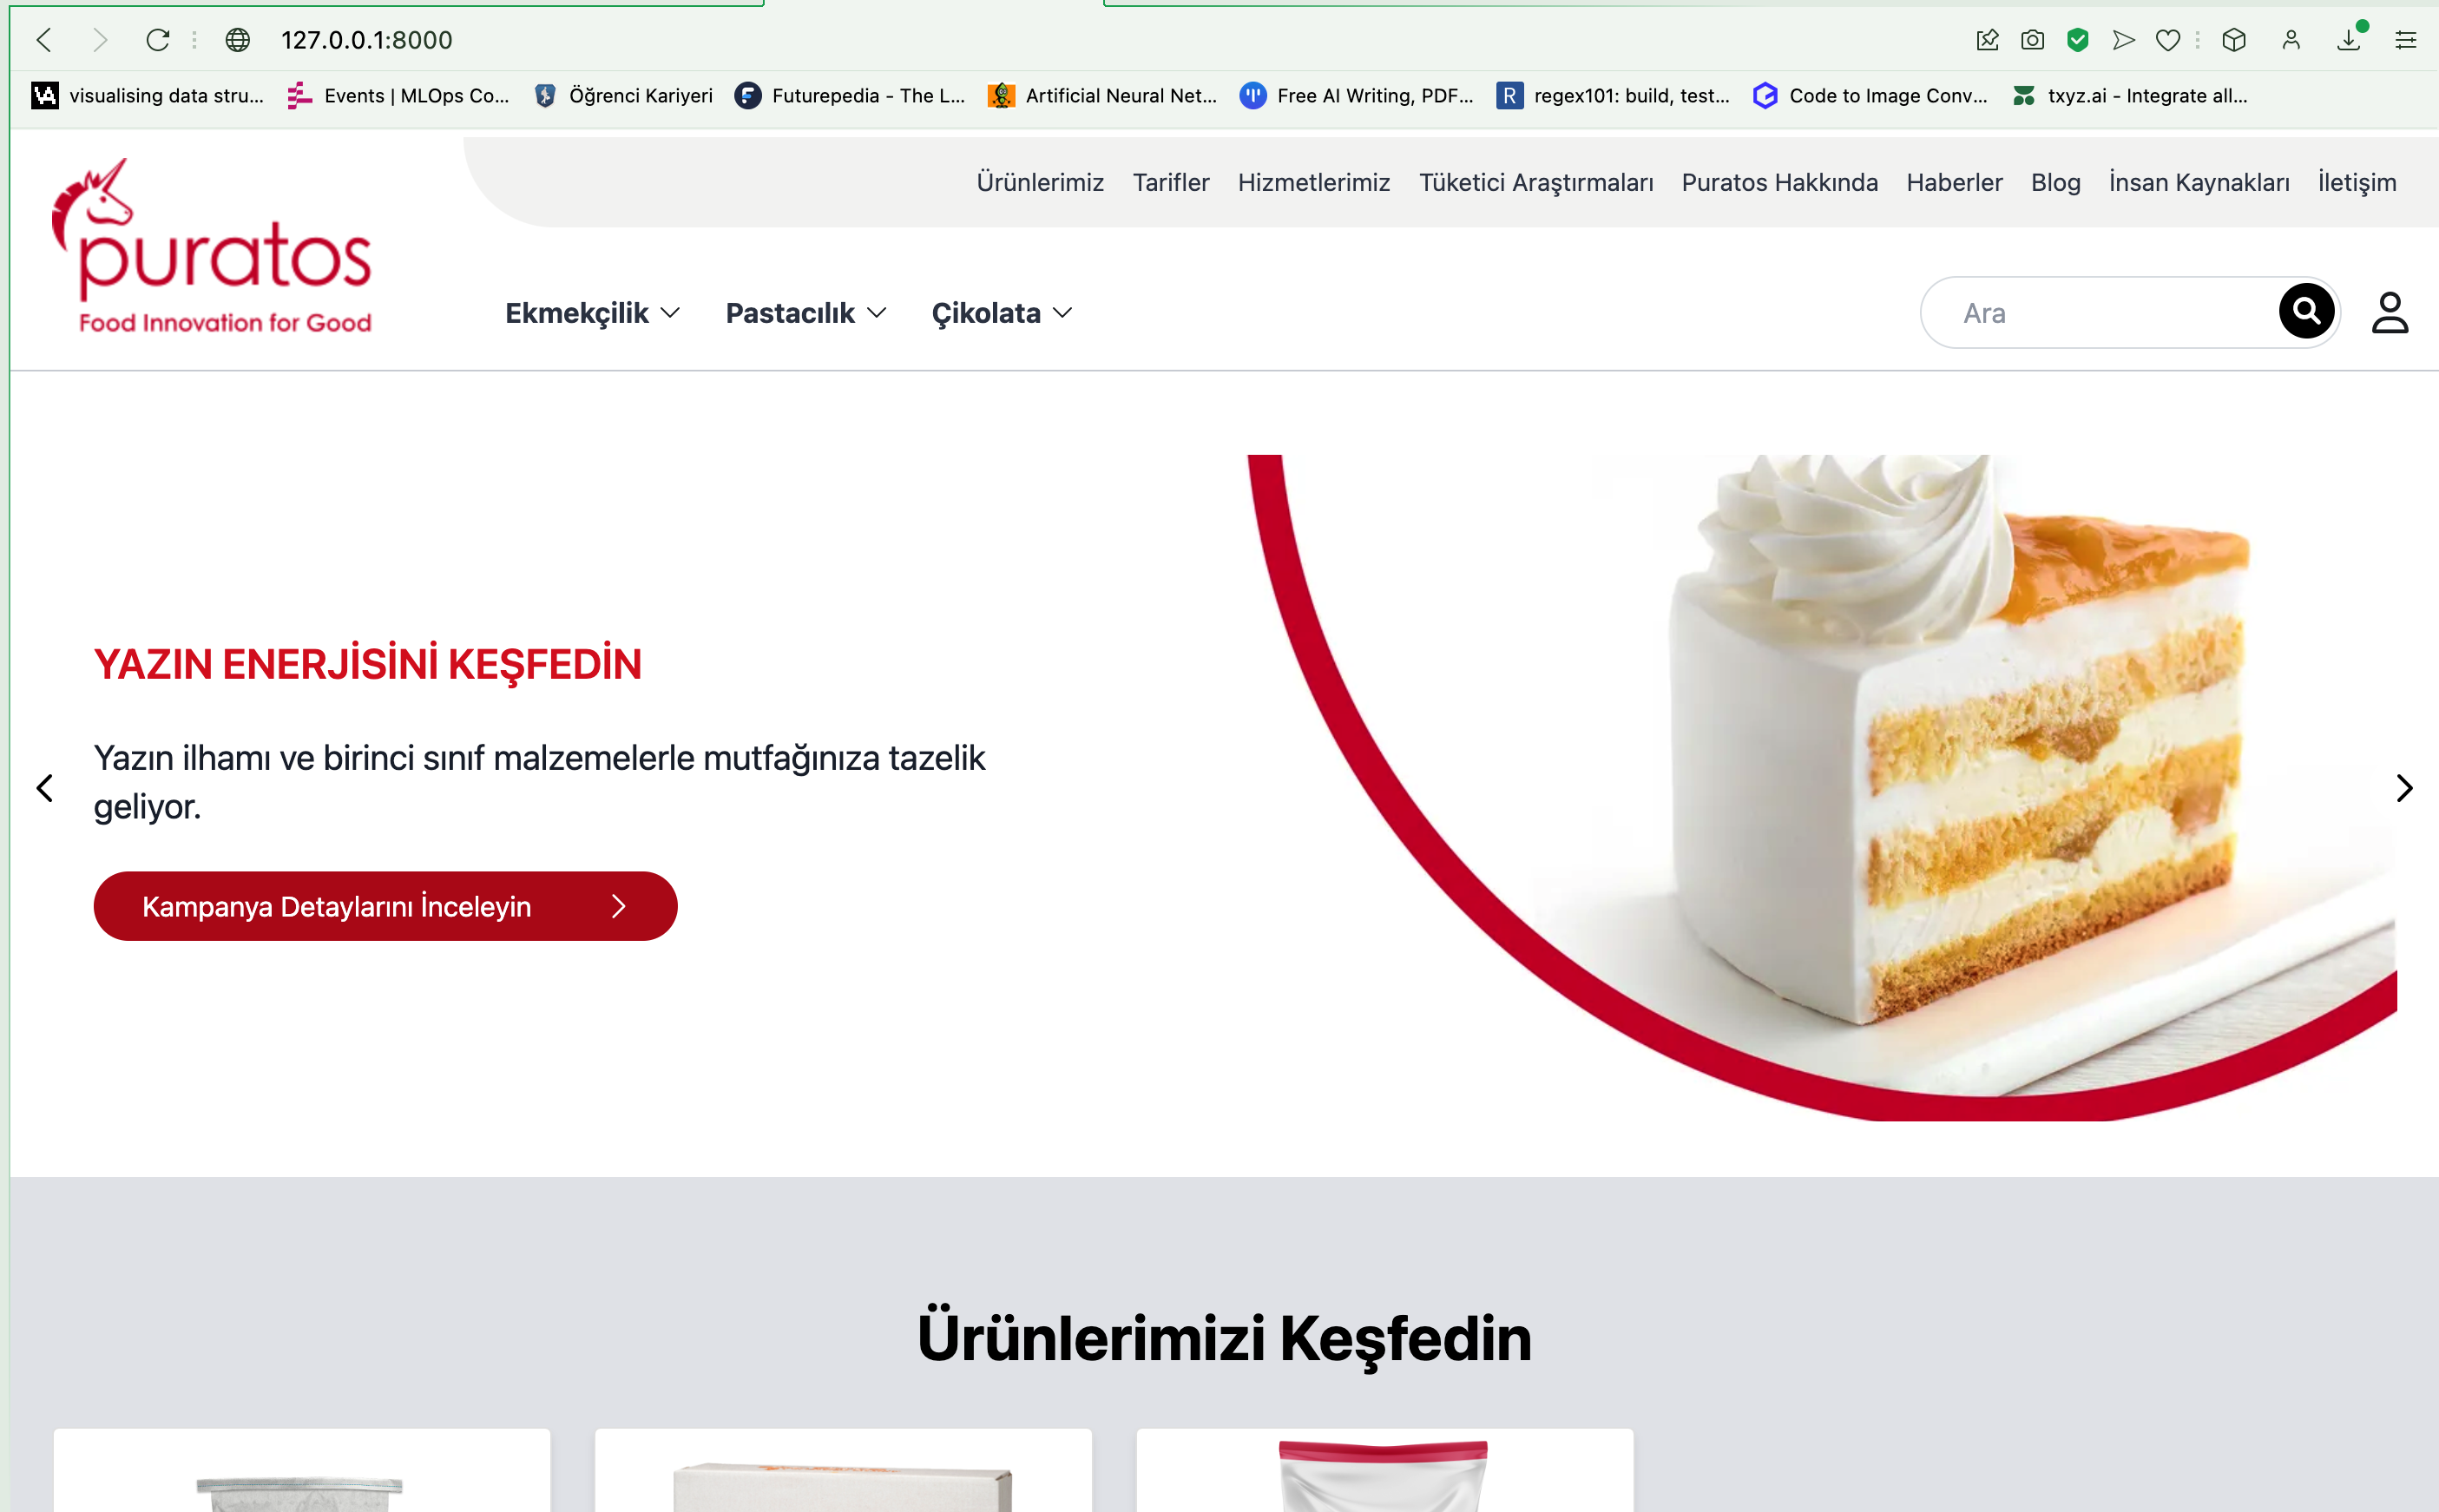 127.0.0.1:8000
visualising data stru... Events | MLOps Co... Öğrenci Kariyeri Futurepedia - The L... Artificial Neural Net... Free AI Writing, PDF... R regex101: build, test... Code to Image Conv... txyz.ai - Integrate all...
Ürünlerimiz Tarifler Hizmetlerimiz Tüketici Araştırmaları Puratos Hakkında Haberler Blog İnsan Kaynakları İletişim
puratos
Food Innovation for Good
Ekmekçilik Pastacılık Çikolata Ara
YAZIN ENERJİSİNİ KEŞFEDİN
Yazın ilhamı ve birinci sınıf malzemelerle mutfağınıza tazelik
geliyor.
Kampanya Detaylarını İnceleyin
Ürünlerimizi Keşfedin